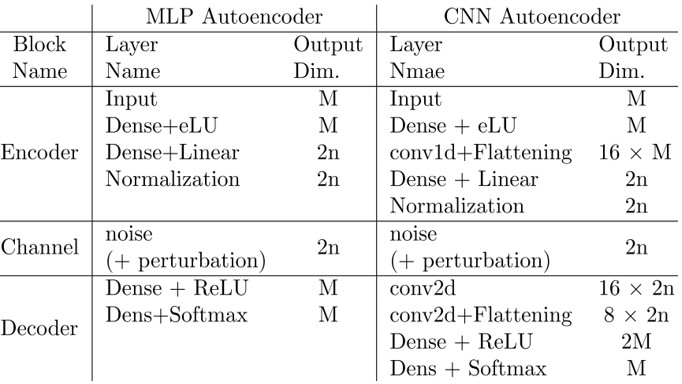 MLP Autoencoder CNN Autoencoder
Block Layer Output Layer Output
Name Name Dim. Nmae Dim.
Input M Input M
Dense+eLU M Dense + eLU M
Encoder Dense+Linear 2n conv1d+Flattening 16 × M
Normalization 2n Dense + Linear 2n
Normalization 2n
Channel noise 2n noise 2n
(+ perturbation) (+ perturbation)
Dense + ReLU M conv2d 16 × 2n
Decoder Dens+Softmax M conv2d+Flattening 8 × 2n
Dense + ReLU 2M
Dens + Softmax M